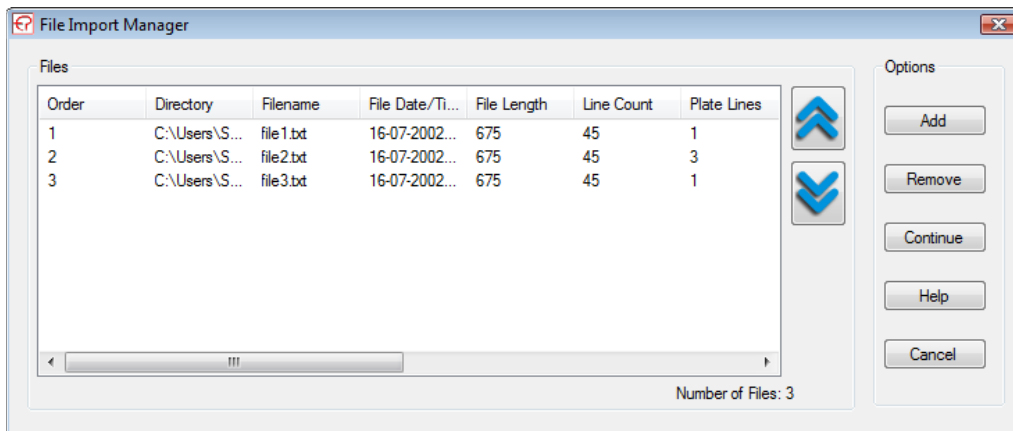 File Import Manager
Files
Order Directory Filename File Date/Ti... File Length Line Count Plate Lines
1 C:\Users\S... file1.txt 16-07-2002... 675 45 1
2 C:\Users\S... file2.txt 16-07-2002... 675 45 3
3 C:\Users\S... file3.txt 16-07-2002... 675 45 1
Number of Files: 3
Options
Add
Remove
Continue
Help
Cancel